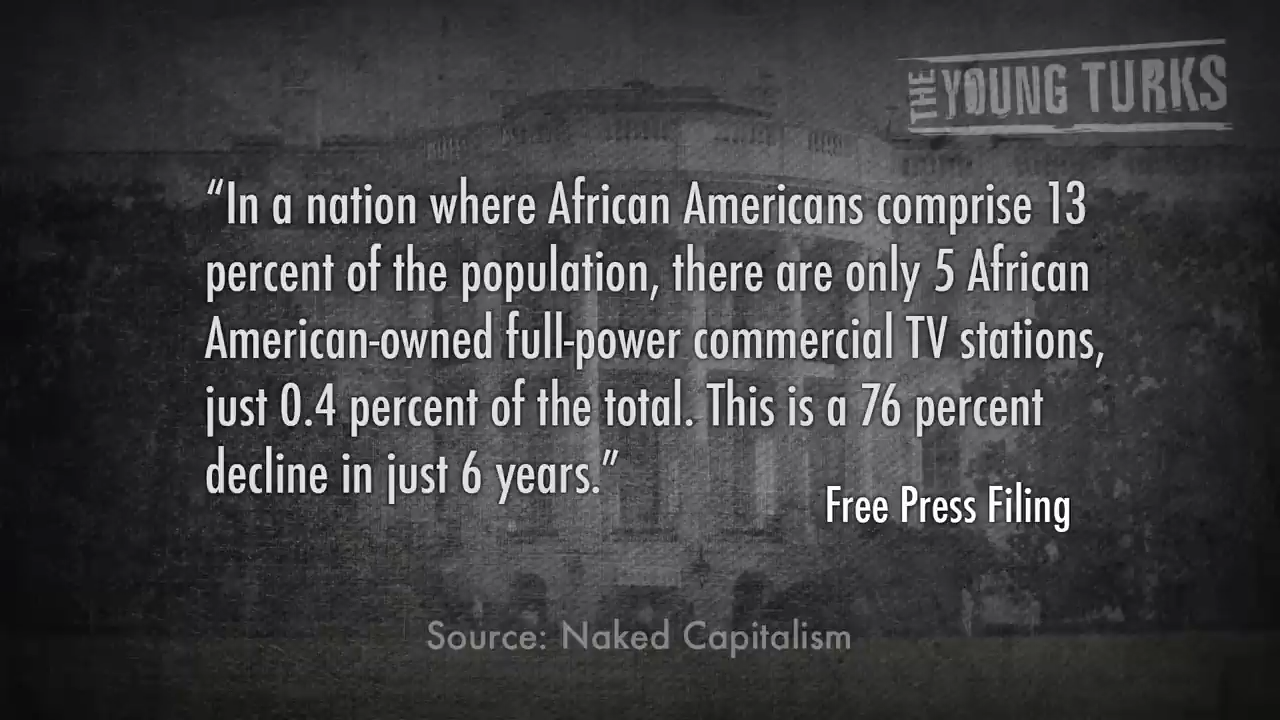 THE YOUNG TURKS
“In a nation where African Americans comprise 13
percent of the population, there are only 5 African
American-owned full-power commercial TV stations,
just 0.4 percent of the total. This is a 76 percent
decline in just 6 years.”
Free Press Filing
Source: Naked Capitalism